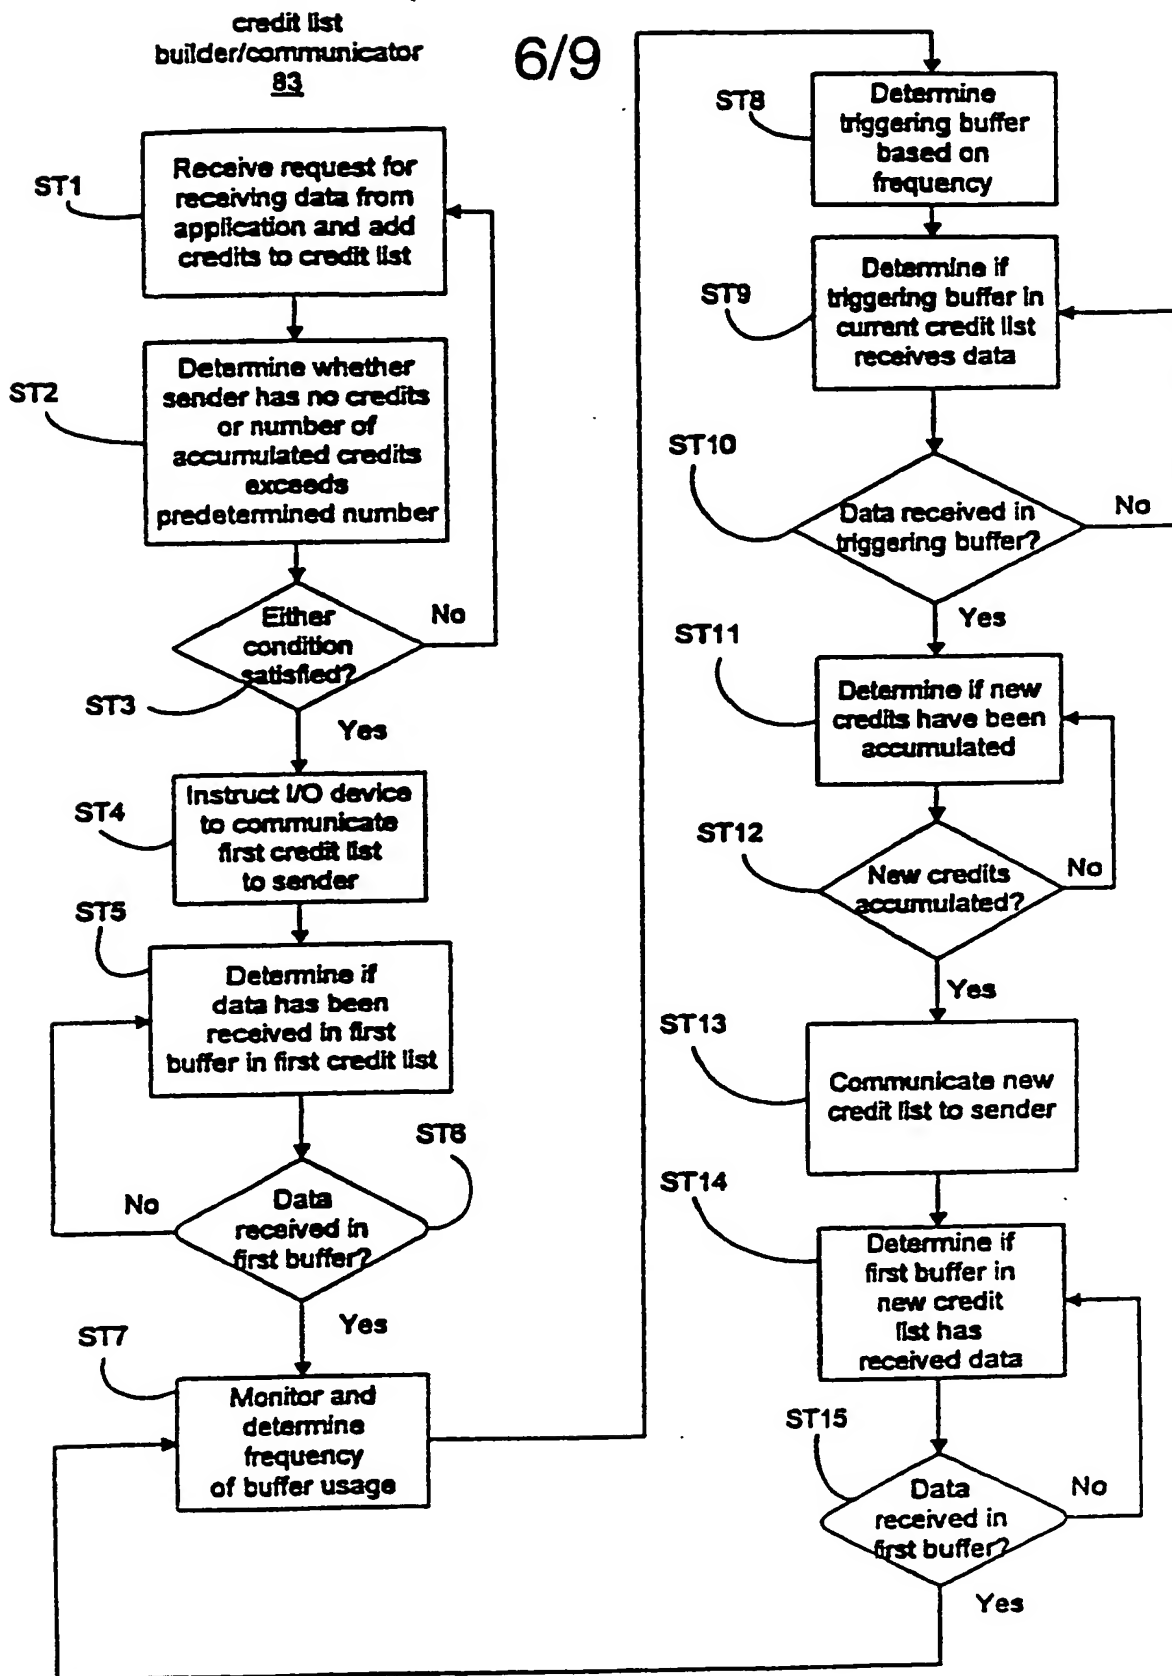 credit list
builder/communicator
83
6/9
ST1
Receive request for
receiving data from
application and add
credits to credit list
ST2
Determine whether
sender has no credits
or number of
accumulated credits
exceeds
predetermined number
Either
condition
satisfied?
No
ST3
Yes
ST4
Instruct I/O device
to communicate
first credit list
to sender
ST5
Determine if
data has been
received in first
buffer in first credit list
ST6
No
Data
received in
first buffer?
Yes
ST7
Monitor and
determine
frequency
of buffer usage
ST8
Determine
triggering buffer
based on
frequency
ST9
Determine if
triggering buffer in
current credit list
receives data
ST10
Data received in
triggering buffer?
No
Yes
ST11
Determine if new
credits have been
accumulated
ST12
New credits
accumulated?
No
Yes
ST13
Communicate new
credit list to sender
ST14
Determine if
first buffer in
new credit
list has
received data
ST15
Data
received in
first buffer?
No
Yes